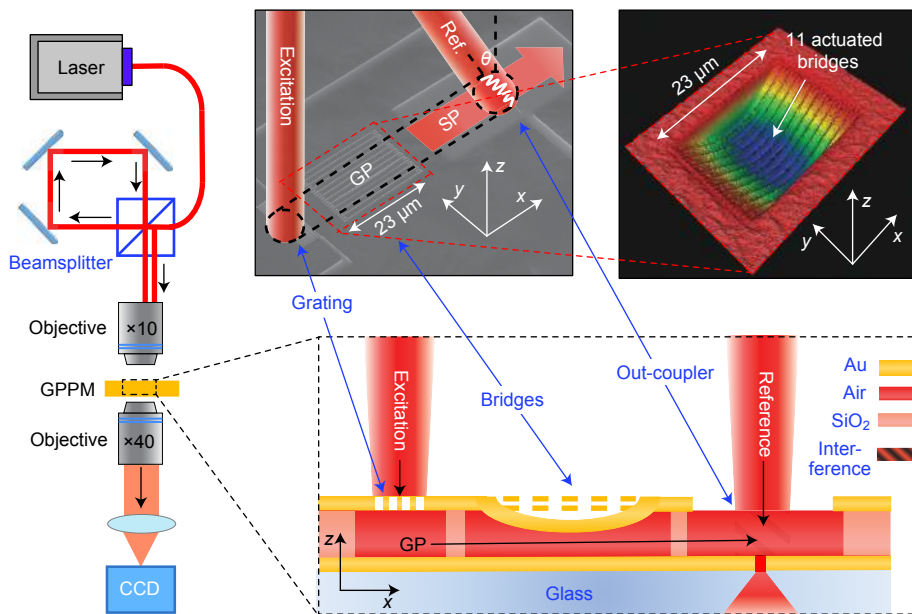 Laser
Beamsplitter
Objective
×10
GPPM
Objective
×40
CCD
Excitation
Ref.
θ
SP
GP
23 μm
z
y
x
11 actuated
bridges
23 μm
z
y
x
Grating
Bridges
Out-coupler
Excitation
Reference
GP
z
x
Glass
Au
Air
SiO₂
Inter-
ference